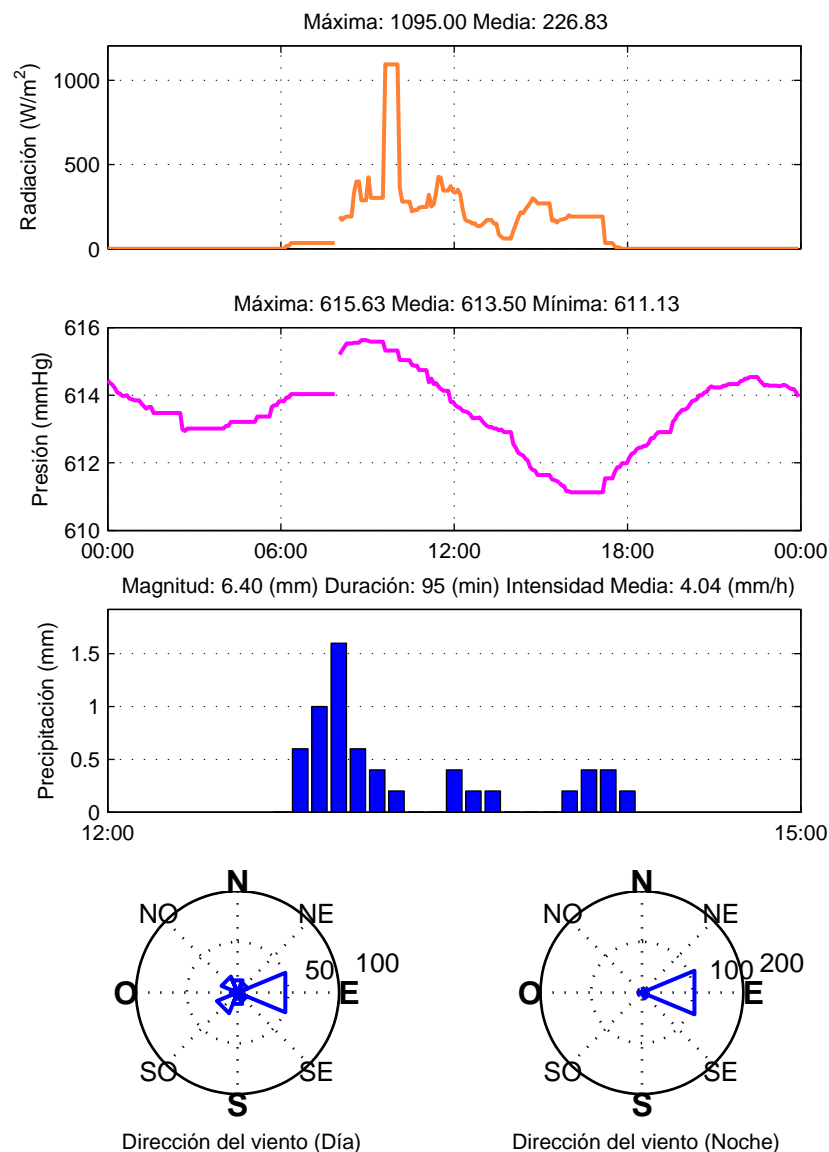 Máxima: 1095.00 Media: 226.83
Radiación (W/m²)
1000
500
0
Máxima: 615.63 Media: 613.50 Mínima: 611.13
Presión (mmHg)
616
614
612
610
00:00 06:00 12:00 18:00 00:00
Magnitud: 6.40 (mm) Duración: 95 (min) Intensidad Media: 4.04 (mm/h)
Precipitación (mm)
1.5
1
0.5
0
12:00 15:00
N
NO NE
50 100
O E
SO SE
S
Dirección del viento (Día)
N
NO NE
100 200
O E
SO SE
S
Dirección del viento (Noche)